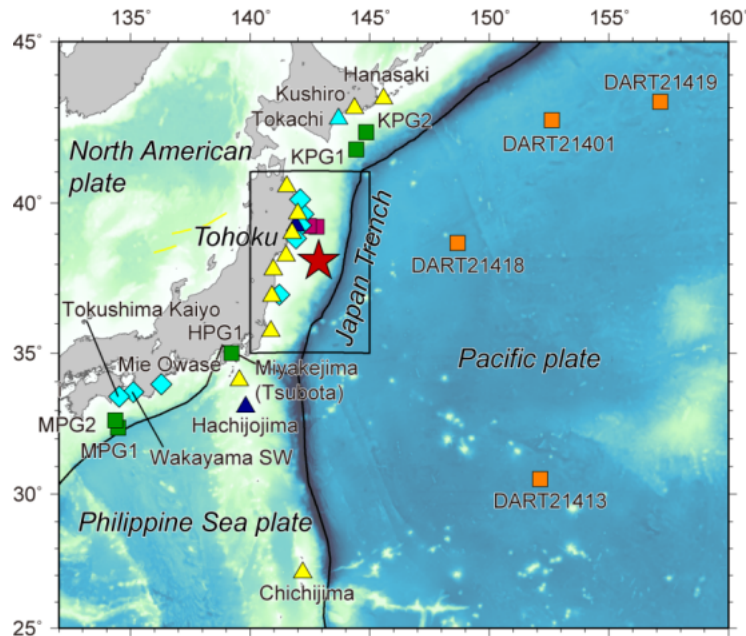 135˚ 140˚ 145˚ 150˚ 155˚ 160˚
45˚
Hanasaki
Kushiro
DART21419
Tokachi
KPG2
DART21401
North American
plate
KPG1
40˚
Tohoku
Japan Trench
DART21418
Tokushima Kaiyo
HPG1
35˚
Mie Owase
Miyakejima
(Tsubota)
Pacific plate
MPG2
Hachijojima
MPG1
Wakayama SW
30˚
DART21413
Philippine Sea plate
Chichijima
25˚